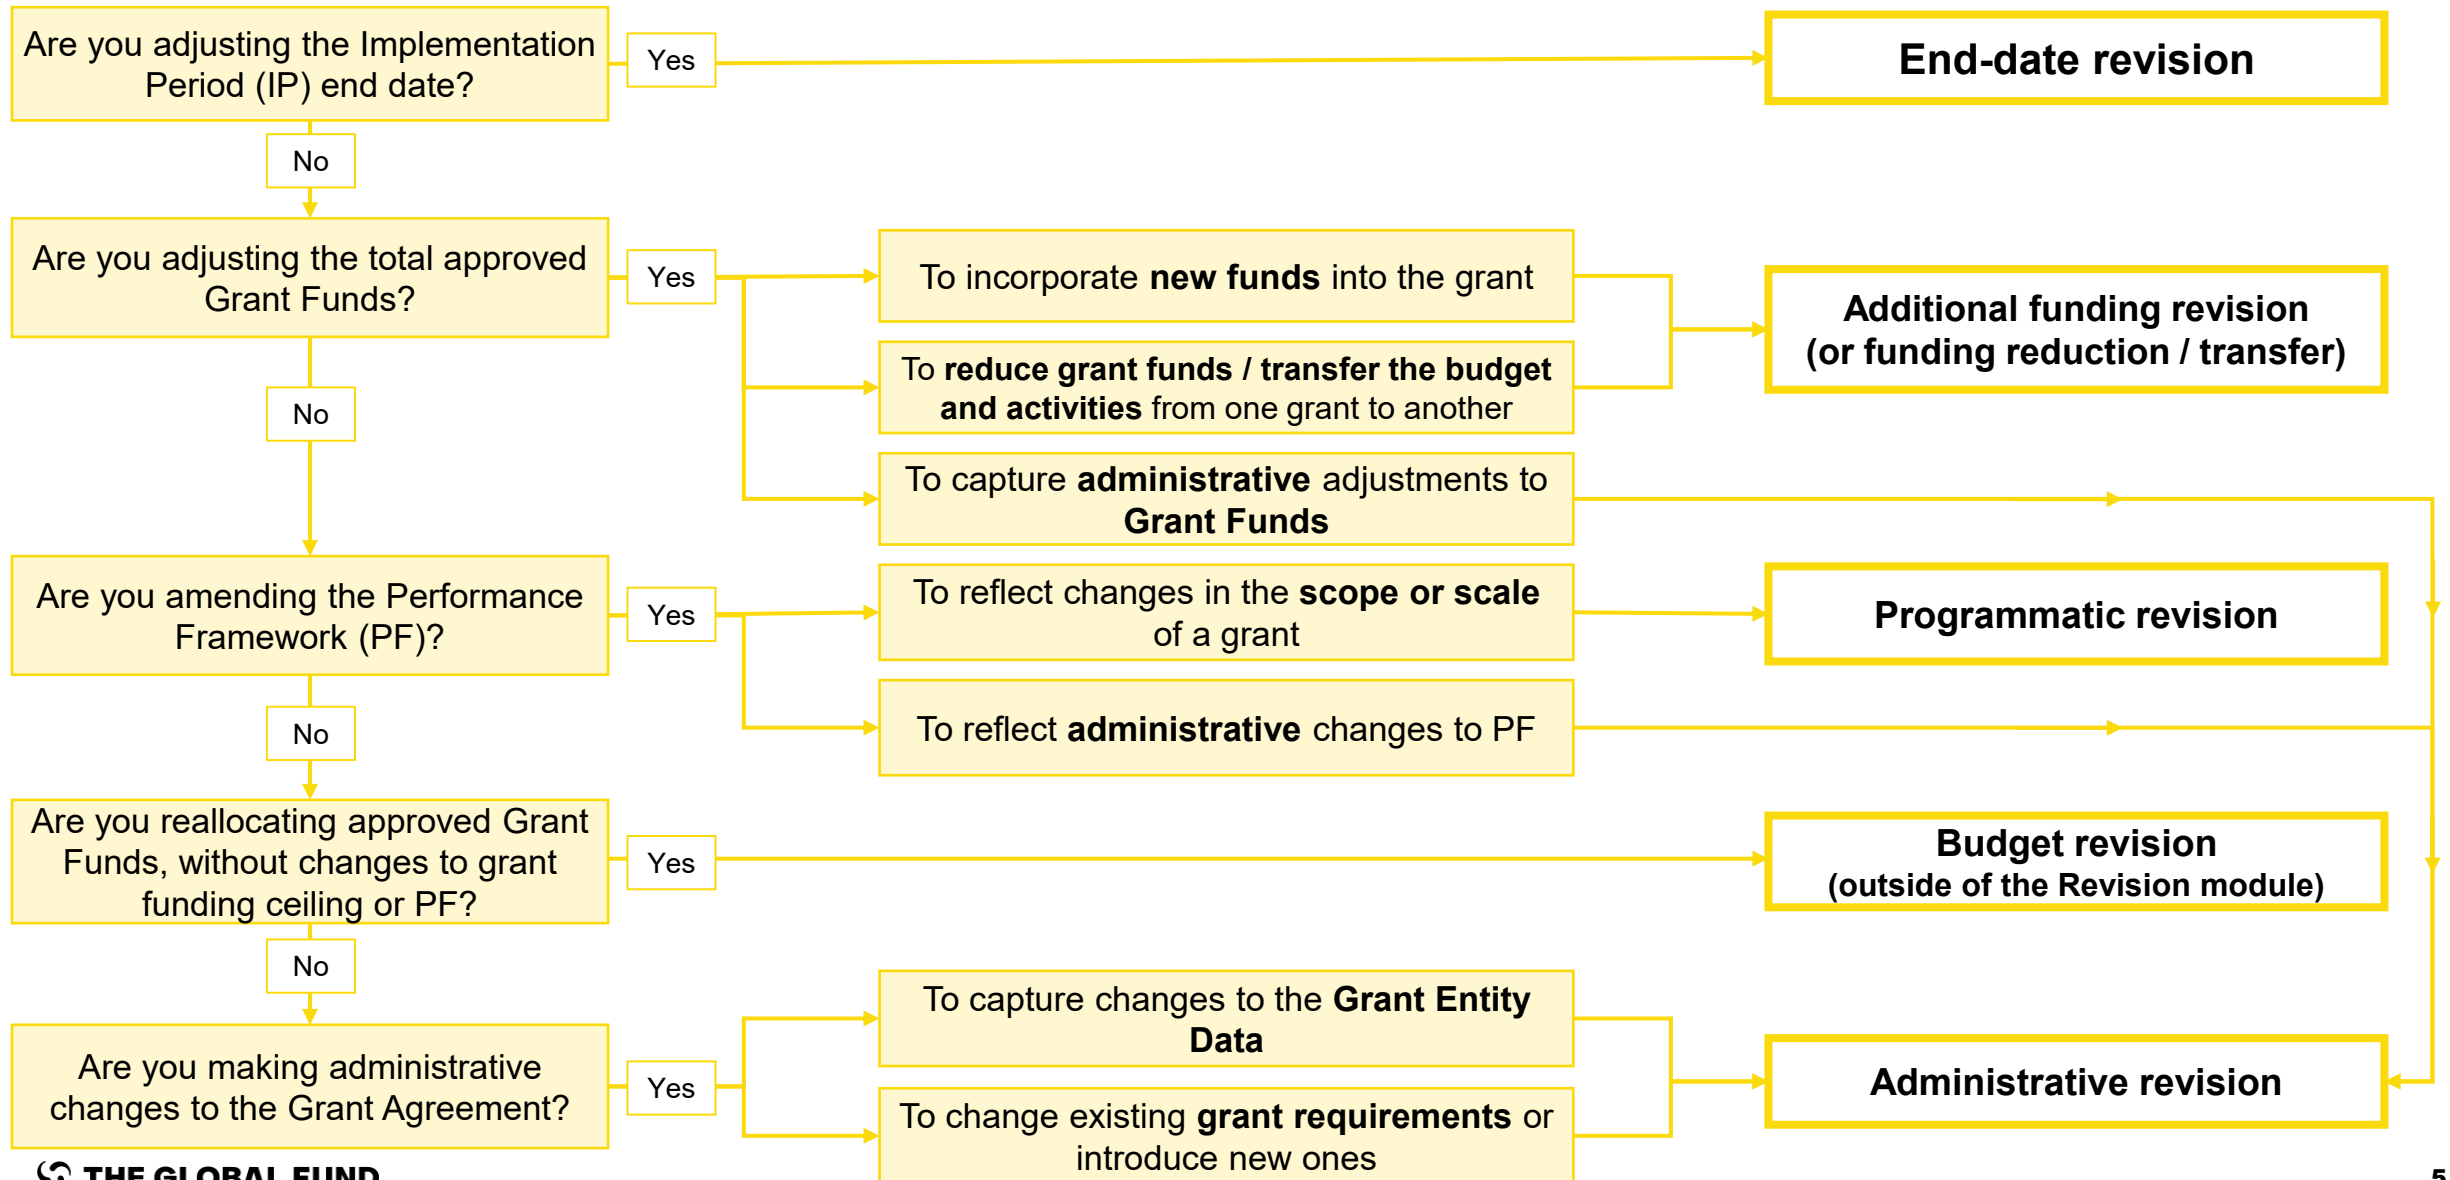 Are you adjusting the Implementation
Period (IP) end date?
Yes
End-date revision
No
Are you adjusting the total approved
Grant Funds?
Yes
To incorporate new funds into the grant
To reduce grant funds / transfer the budget
and activities from one grant to another
Additional funding revision
(or funding reduction / transfer)
To capture administrative adjustments to
Grant Funds
No
Are you amending the Performance
Framework (PF)?
Yes
To reflect changes in the scope or scale
of a grant
Programmatic revision
To reflect administrative changes to PF
No
Are you reallocating approved Grant
Funds, without changes to grant
funding ceiling or PF?
Yes
Budget revision
(outside of the Revision module)
No
Are you making administrative
changes to the Grant Agreement?
Yes
To capture changes to the Grant Entity
Data
To change existing grant requirements or
introduce new ones
Administrative revision
THE GLOBAL FUND
5